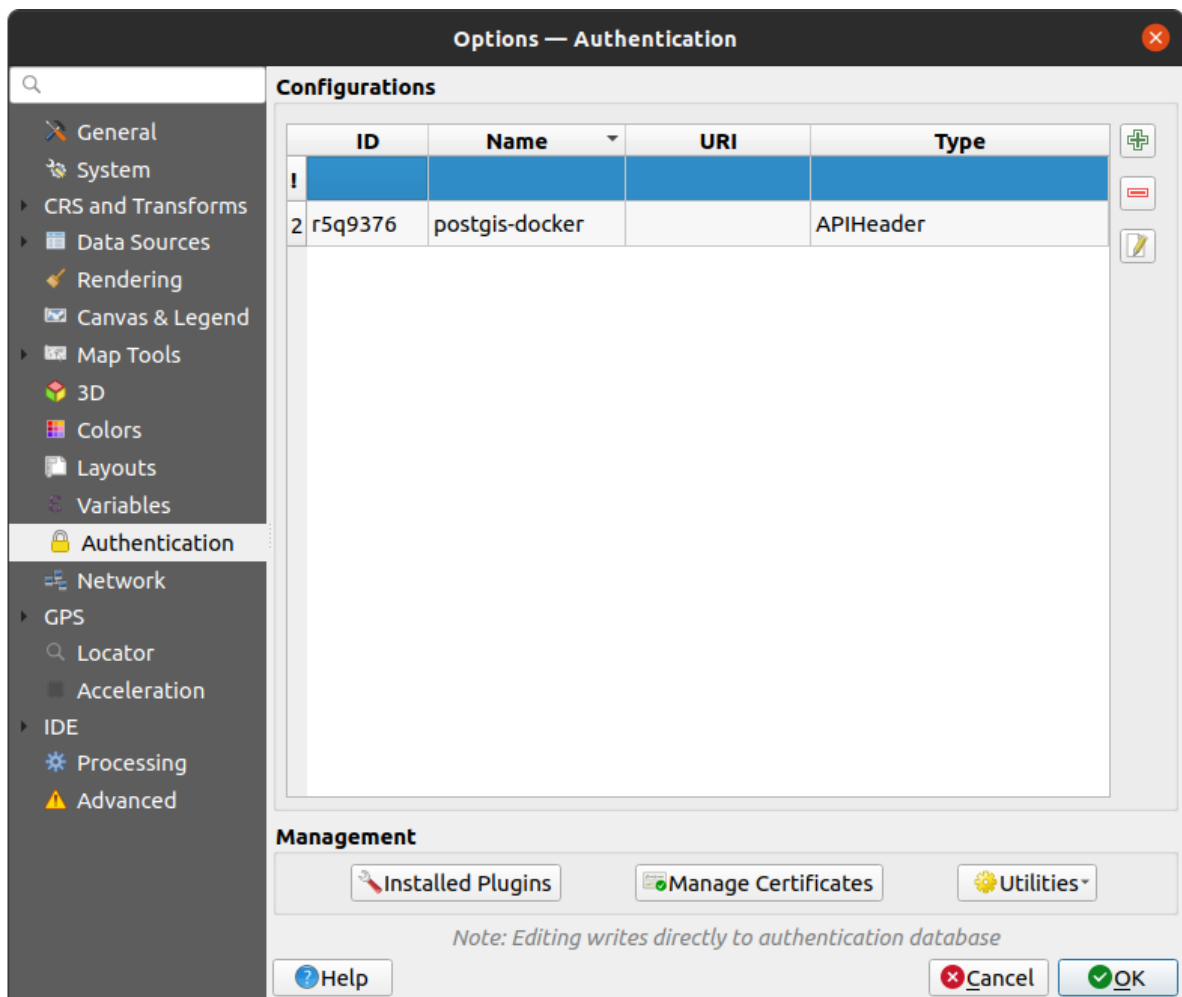 Options — Authentication
Configurations
General
System
CRS and Transforms
Data Sources
Rendering
Canvas & Legend
Map Tools
3D
Colors
Layouts
Variables
Authentication
Network
GPS
Locator
Acceleration
IDE
Processing
Advanced
ID Name URI Type
!
2 r5q9376 postgis-docker APIHeader
Management
Installed Plugins Manage Certificates Utilities
Note: Editing writes directly to authentication database
Help Cancel OK